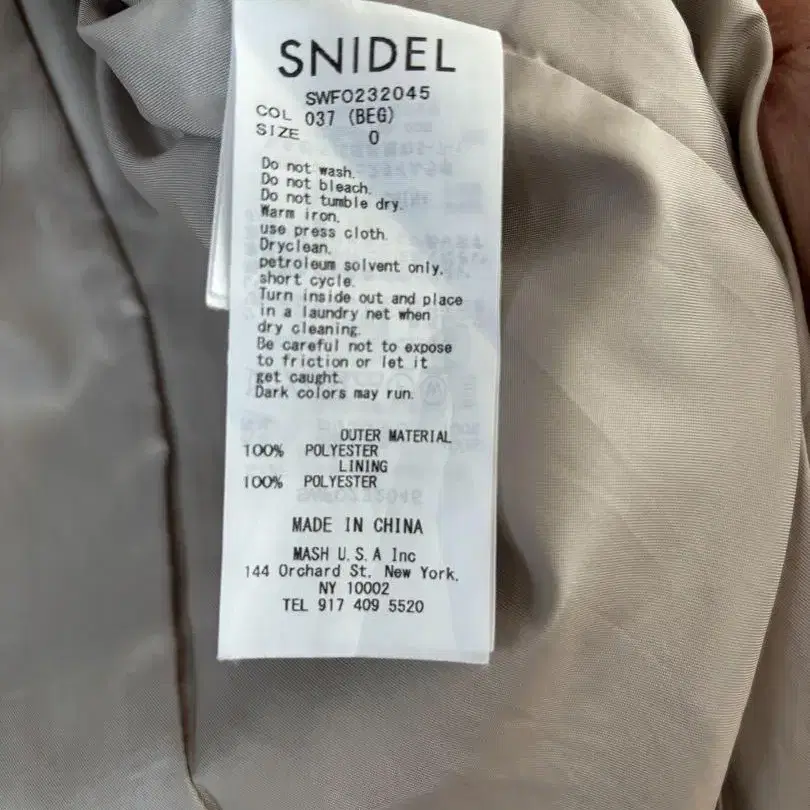 SNIDEL
SWFO232045
COL 037 (BEG)
SIZE 0
Do not wash.
Do not bleach.
Do not tumble dry.
Warm iron.
use press cloth.
Dryclean.
petroleum solvent only.
short cycle.
Turn inside out and place
in a laundry net when
dry cleaning.
Be careful not to expose
to friction or let it
get caught.
Dark colors may run.
OUTER MATERIAL
100% POLYESTER
LINING
100% POLYESTER
MADE IN CHINA
MASH U.S.A Inc
144 Orchard St. New York.
NY 10002
TEL 917 409 5520